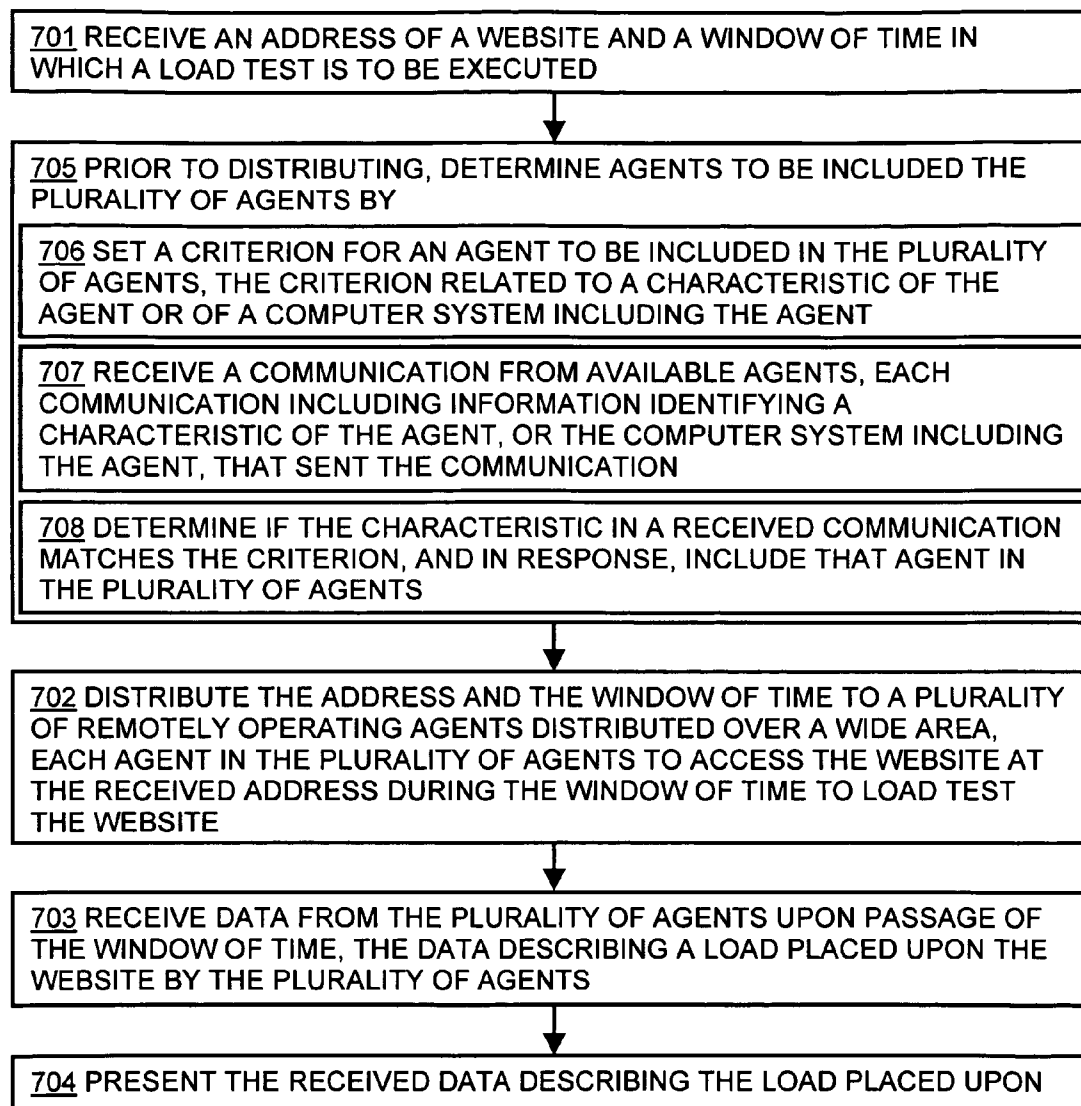 701 RECEIVE AN ADDRESS OF A WEBSITE AND A WINDOW OF TIME IN
WHICH A LOAD TEST IS TO BE EXECUTED
705 PRIOR TO DISTRIBUTING, DETERMINE AGENTS TO BE INCLUDED THE
PLURALITY OF AGENTS BY
706 SET A CRITERION FOR AN AGENT TO BE INCLUDED IN THE PLURALITY
OF AGENTS, THE CRITERION RELATED TO A CHARACTERISTIC OF THE
AGENT OR OF A COMPUTER SYSTEM INCLUDING THE AGENT
707 RECEIVE A COMMUNICATION FROM AVAILABLE AGENTS, EACH
COMMUNICATION INCLUDING INFORMATION IDENTIFYING A
CHARACTERISTIC OF THE AGENT, OR THE COMPUTER SYSTEM INCLUDING
THE AGENT, THAT SENT THE COMMUNICATION
708 DETERMINE IF THE CHARACTERISTIC IN A RECEIVED COMMUNICATION
MATCHES THE CRITERION, AND IN RESPONSE, INCLUDE THAT AGENT IN
THE PLURALITY OF AGENTS
702 DISTRIBUTE THE ADDRESS AND THE WINDOW OF TIME TO A PLURALITY
OF REMOTELY OPERATING AGENTS DISTRIBUTED OVER A WIDE AREA,
EACH AGENT IN THE PLURALITY OF AGENTS TO ACCESS THE WEBSITE AT
THE RECEIVED ADDRESS DURING THE WINDOW OF TIME TO LOAD TEST
THE WEBSITE
703 RECEIVE DATA FROM THE PLURALITY OF AGENTS UPON PASSAGE OF
THE WINDOW OF TIME, THE DATA DESCRIBING A LOAD PLACED UPON THE
WEBSITE BY THE PLURALITY OF AGENTS
704 PRESENT THE RECEIVED DATA DESCRIBING THE LOAD PLACED UPON